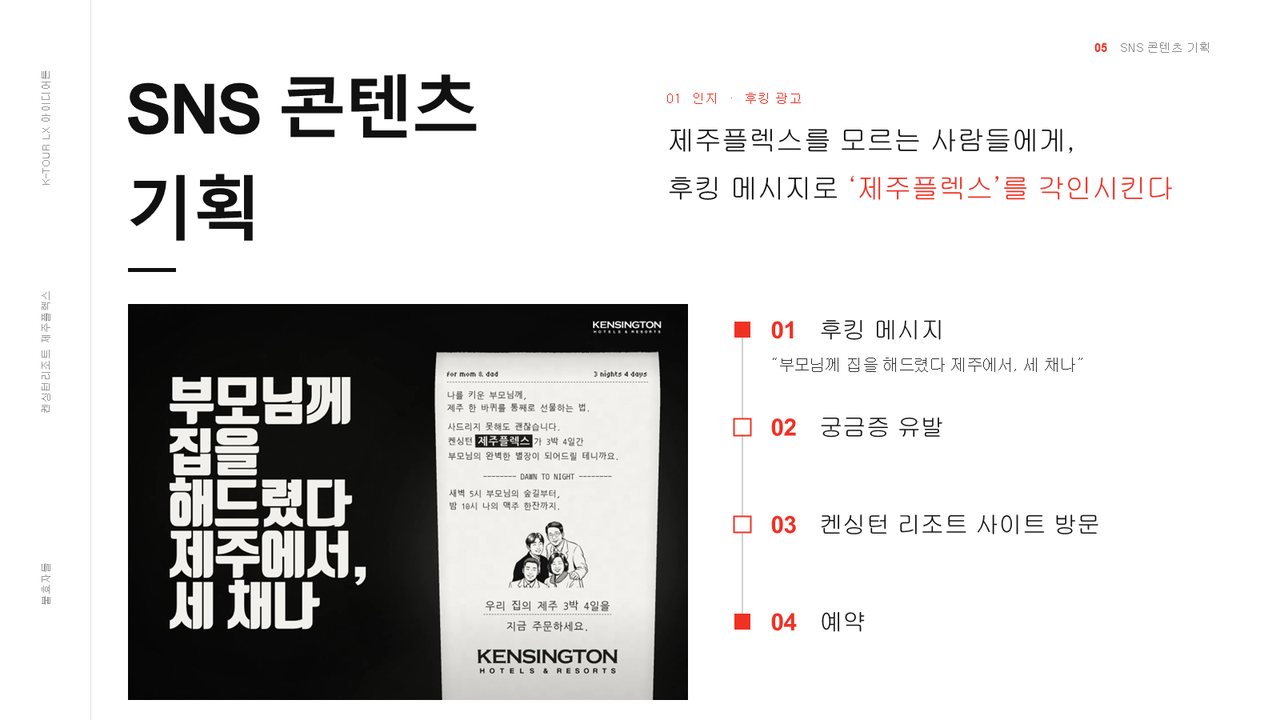 05 SNS 콘텐츠 기획
K-TOUR LX 아이디어톤
켄싱턴리조트 제주플렉스
불효자들
SNS 콘텐츠
기획
01 인지 · 후킹 광고
제주플렉스를 모르는 사람들에게,
후킹 메시지로 ‘제주플렉스’를 각인시킨다
KENSINGTON
HOTELS & RESORTS
부모님께
집을
해드렸다
제주에서,
세 채나
for mom & dad 3 nights 4 days
나를 키운 부모님께,
제주 한 바퀴를 통째로 선물하는 법.
사드리지 못해도 괜찮습니다.
켄싱턴 제주플렉스가 3박 4일간
부모님의 완벽한 별장이 되어드릴 테니까요.
-------- DAWN TO NIGHT --------
새벽 5시 부모님의 숲길부터,
밤 10시 나의 맥주 한잔까지.
우리 집의 제주 3박 4일을
지금 주문하세요.
KENSINGTON
HOTELS & RESORTS
01 후킹 메시지
“부모님께 집을 해드렸다 제주에서, 세 채나”
02 궁금증 유발
03 켄싱턴 리조트 사이트 방문
04 예약